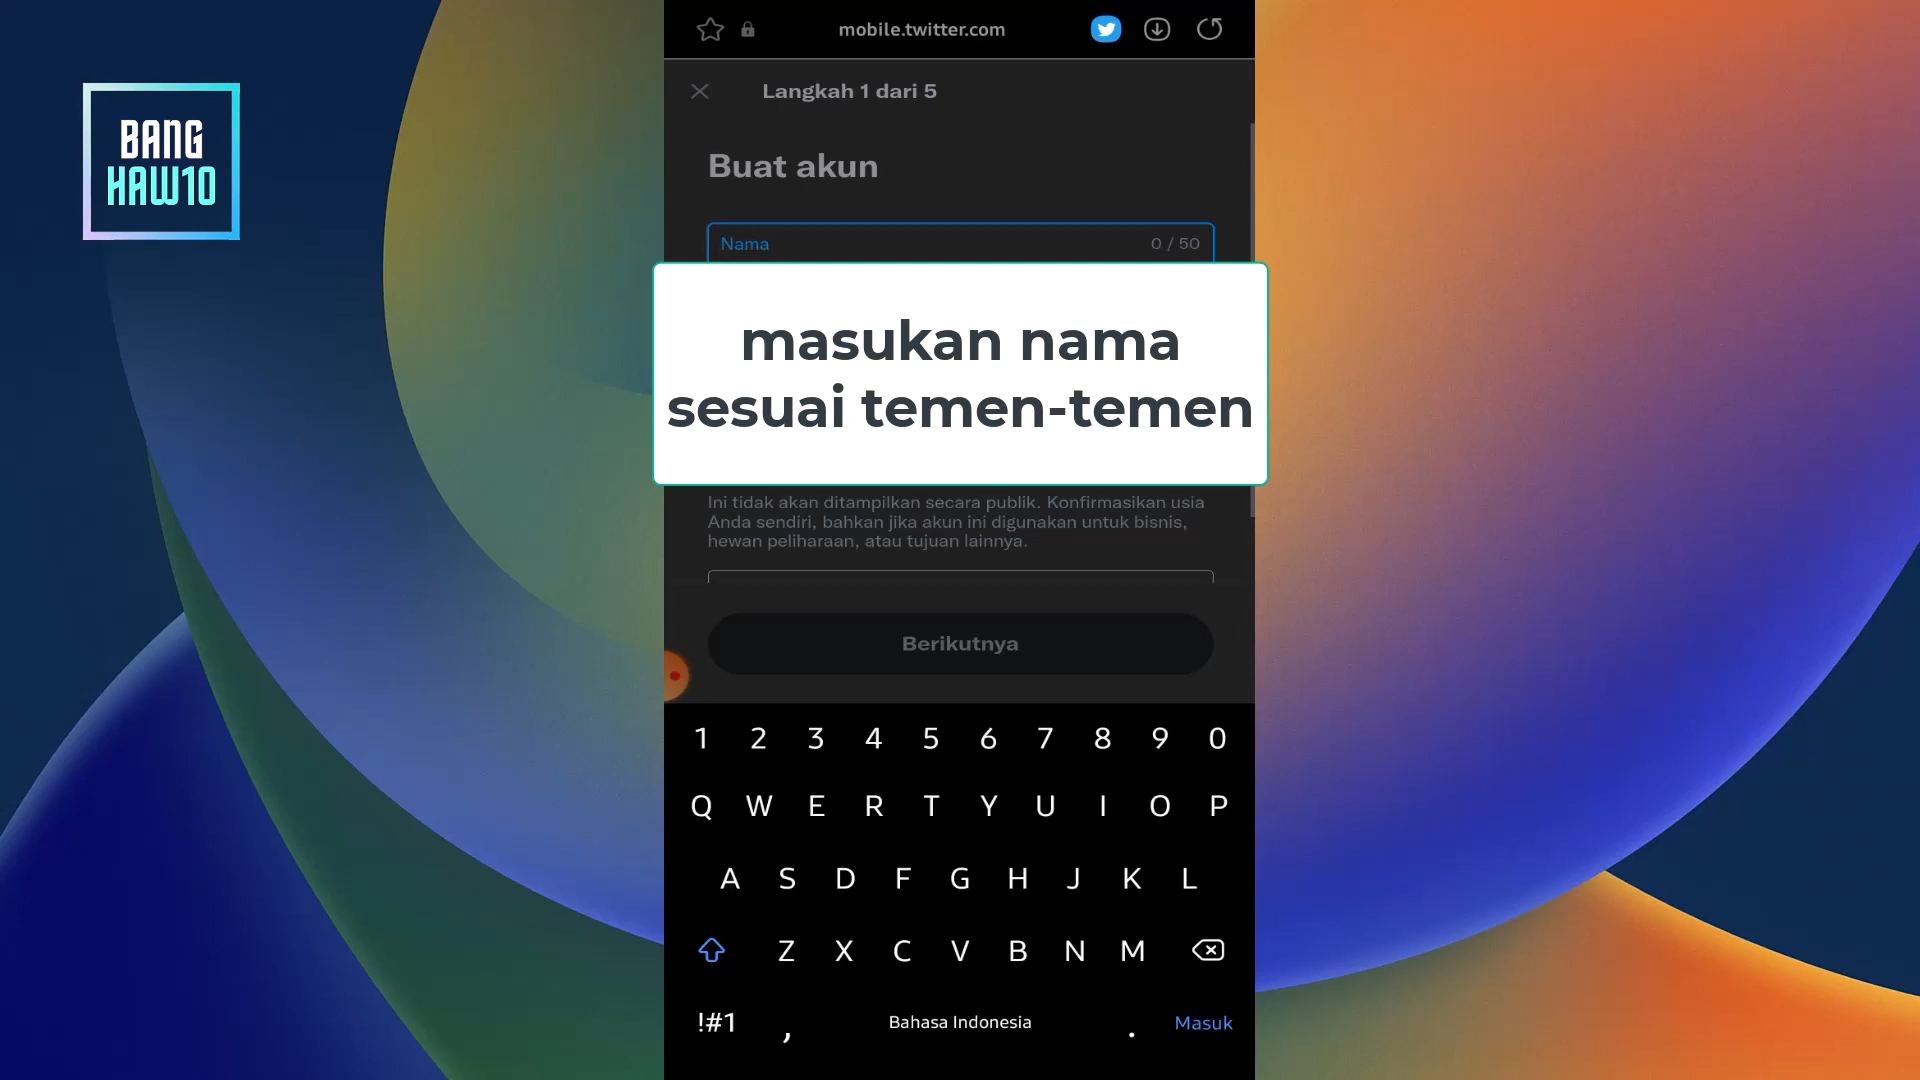 BANG
HAW10
mobile.twitter.com
Langkah 1 dari 5
Buat akun
Nama 0 / 50
masukan nama
sesuai temen-temen
Ini tidak akan ditampilkan secara publik. Konfirmasikan usia
Anda sendiri, bahkan jika akun ini digunakan untuk bisnis,
hewan peliharaan, atau tujuan lainnya.
Berikutnya
1 2 3 4 5 6 7 8 9 0
Q W E R T Y U I O P
A S D F G H J K L
Z X C V B N M
!#1 , Bahasa Indonesia . Masuk